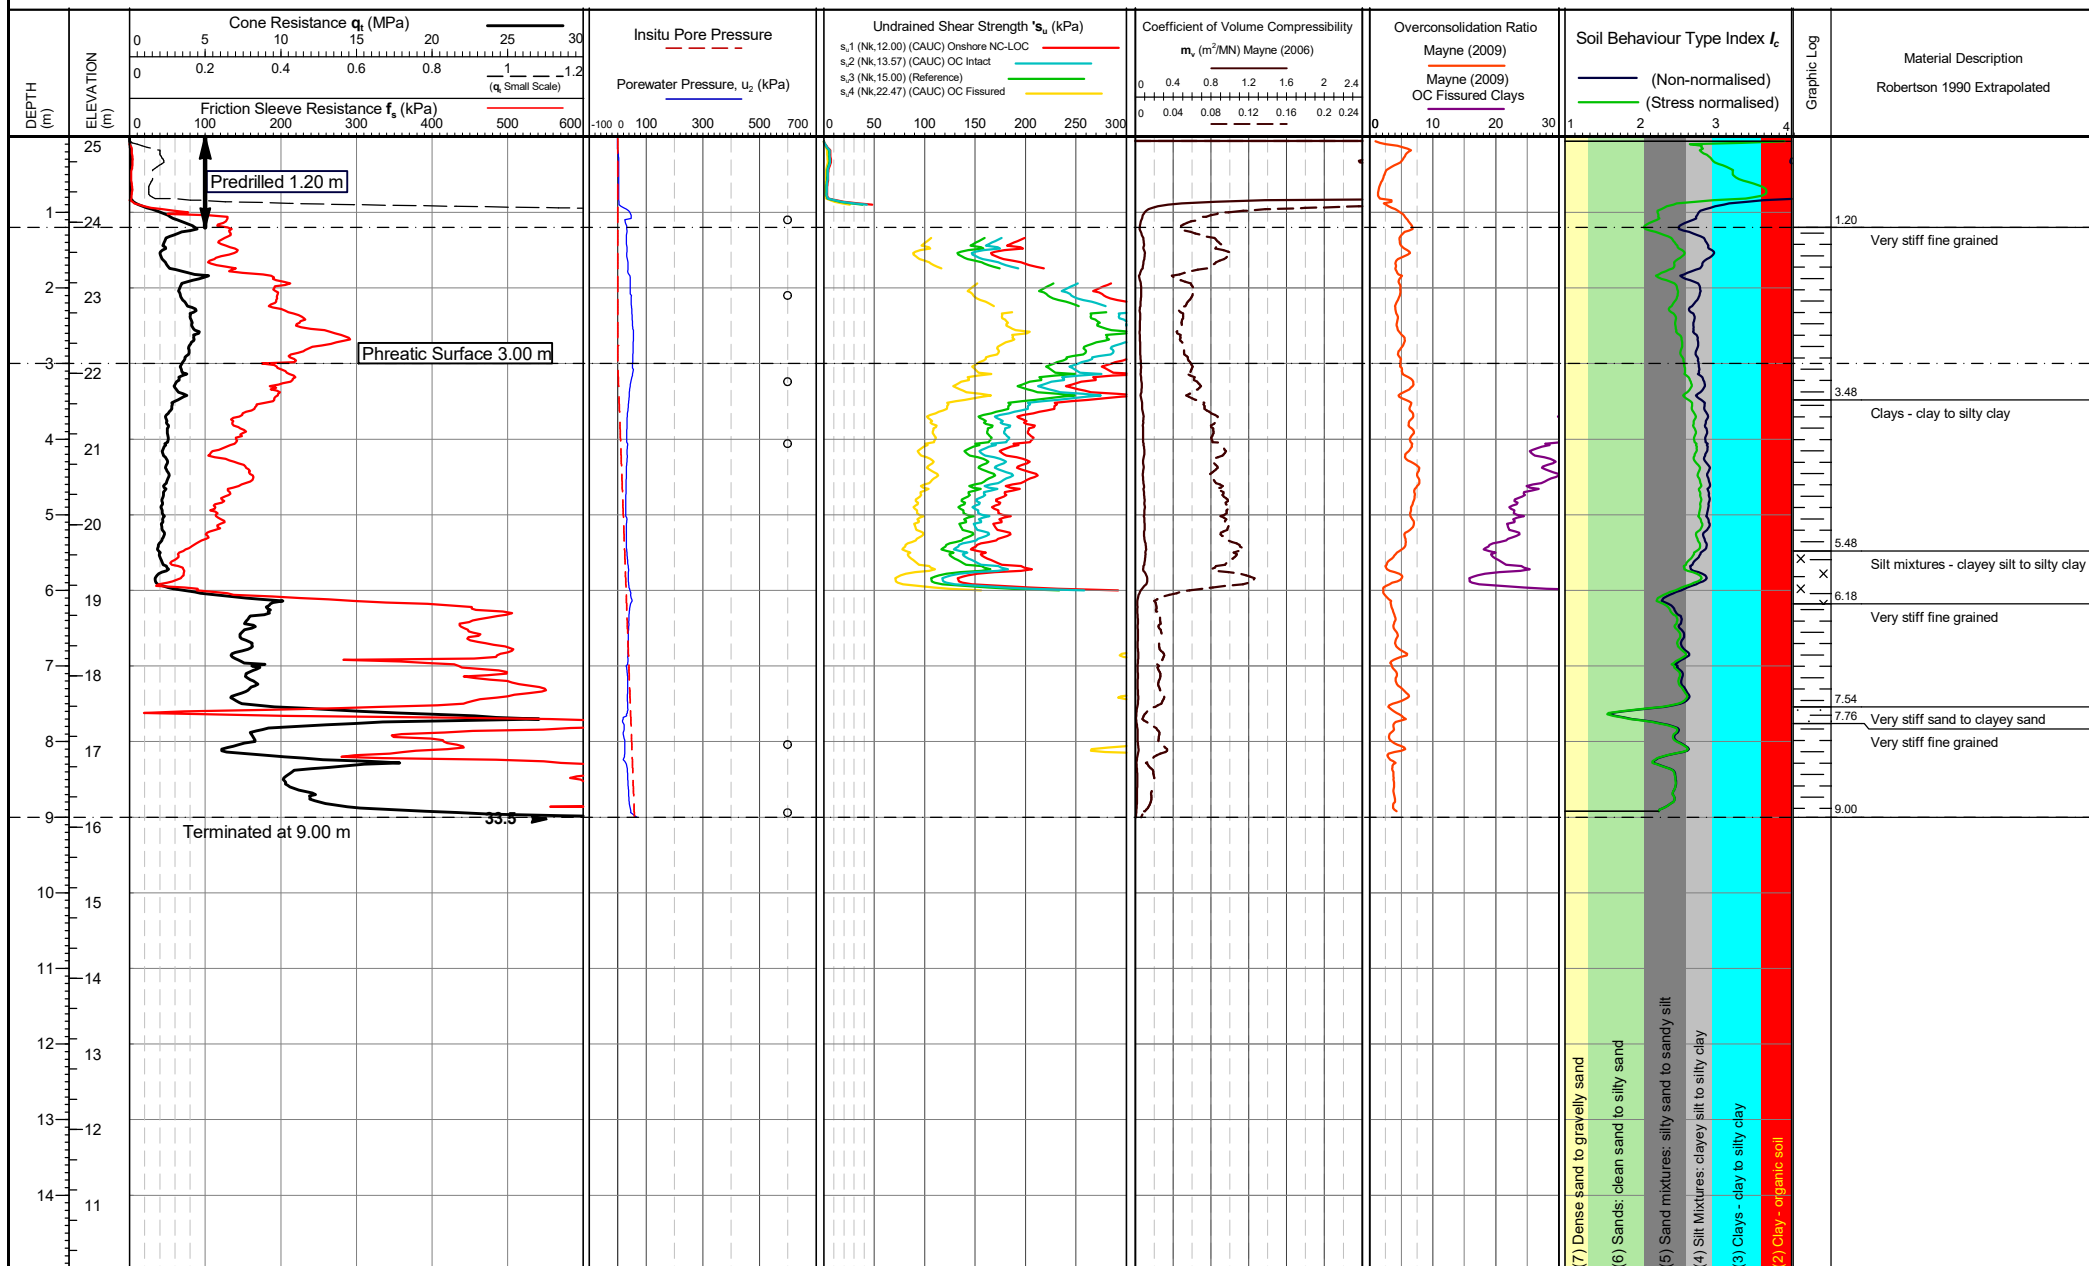 Cone Resistance qt (MPa)
0 5 10 15 20 25 30
0 0.2 0.4 0.6 0.8 1 1.2
(qt Small Scale)
Friction Sleeve Resistance fs (kPa)
0 100 200 300 400 500 600
DEPTH
(m)
ELEVATION
(m)
Insitu Pore Pressure
Porewater Pressure, u2 (kPa)
-100 0 100 300 500 700
Undrained Shear Strength 'su (kPa)
su1 (Nk,12.00) (CAUC) Onshore NC-LOC
su2 (Nk,13.57) (CAUC) OC Intact
su3 (Nk,15.00) (Reference)
su4 (Nk,22.47) (CAUC) OC Fissured
0 50 100 200 300
Coefficient of Volume Compressibility
mv (m2/MN) Mayne (2006)
0 0.4 0.8 1.2 1.6 2 2.4
0 0.04 0.08 0.12 0.16 0.20 0.24
Overconsolidation Ratio
Mayne (2009)
Mayne (2009)
OC Fissured Clays
0 10 20 30
Soil Behaviour Type Index Ic
(Non-normalised)
(Stress normalised)
1 2 3 4
Graphic Log
Material Description
Robertson 1990 Extrapolated
25
Predrilled 1.20 m
1
24
1.20
Very stiff fine grained
2
23
Phreatic Surface 3.00 m
3
22
3.48
Clays - clay to silty clay
4
21
5
20
5.48
Silt mixtures - clayey silt to silty clay
6
19
6.18
Very stiff fine grained
7
18
7.54
7.76
Very stiff sand to clayey sand
8
17
Very stiff fine grained
9.00
9
16
33.5
Terminated at 9.00 m
10
15
11
14
12
13
13
12
14
11
(7) Dense sand to gravelly sand
(6) Sands: clean sand to silty sand
(5) Sand mixtures: silty sand to sandy silt
(4) Silt Mixtures: clayey silt to silty clay
(3) Clays - clay to silty clay
(2) Clay - organic soil